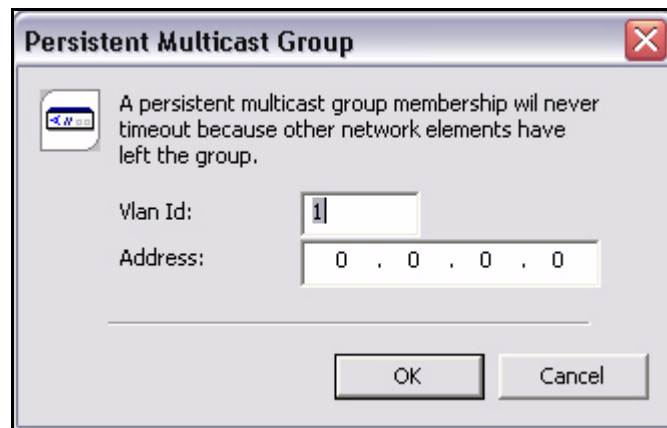 Persistent Multicast Group
A persistent multicast group membership wil never
timeout because other network elements have
left the group.
Vlan Id: 1
Address: 0 . 0 . 0 . 0
OK Cancel